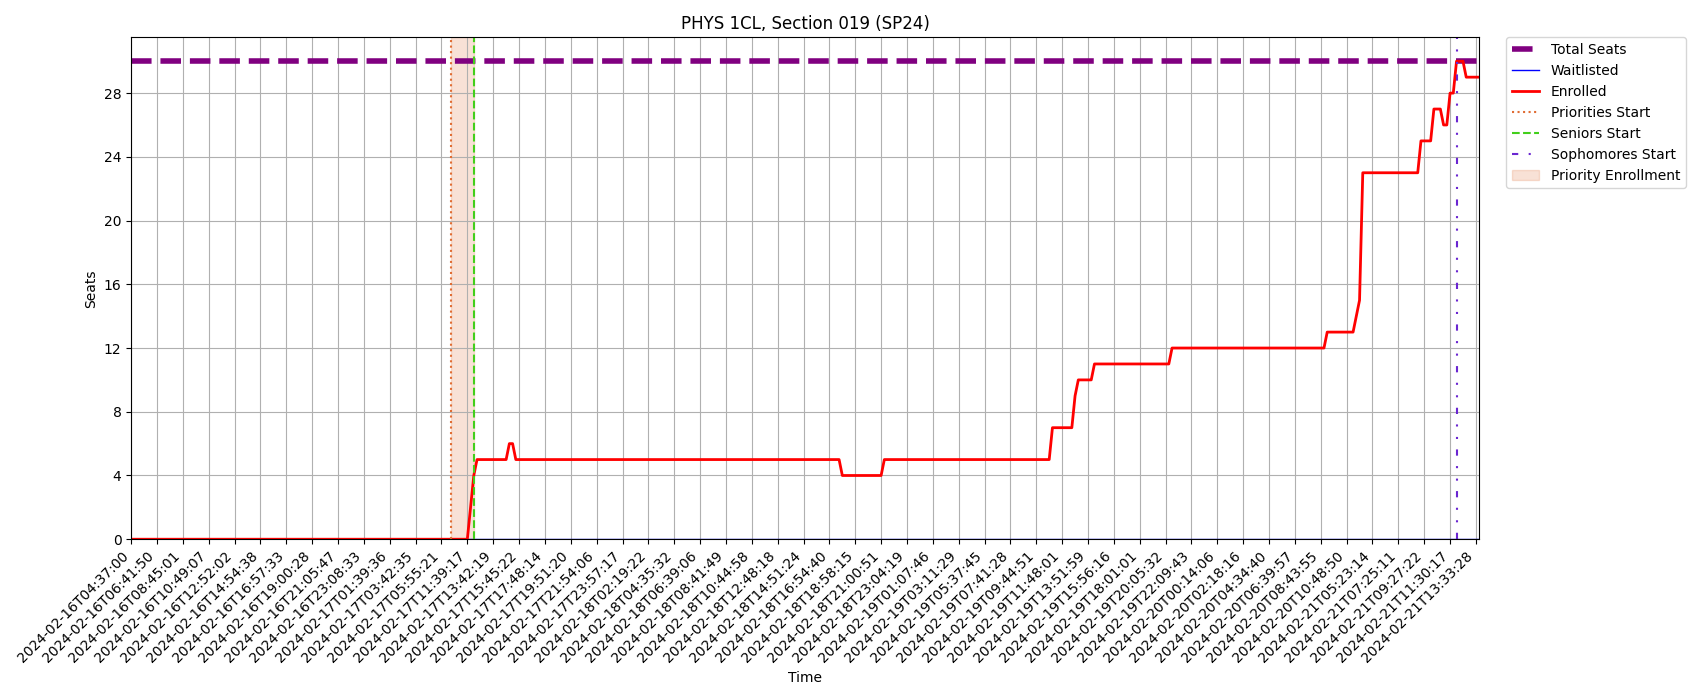 PHYS 1CL, Section 019 (SP24)
Total Seats
Waitlisted
Enrolled
Priorities Start
Seniors Start
Sophomores Start
Priority Enrollment
Seats
28
24
20
16
12
8
4
0
2024-02-16T04:37:00
2024-02-16T06:41:50
2024-02-16T08:45:01
2024-02-16T10:49:07
2024-02-16T12:52:02
2024-02-16T14:54:38
2024-02-16T16:57:33
2024-02-16T19:00:28
2024-02-16T21:05:47
2024-02-16T23:08:33
2024-02-17T01:39:36
2024-02-17T03:42:35
2024-02-17T05:55:21
2024-02-17T11:39:17
2024-02-17T13:42:19
2024-02-17T15:45:22
2024-02-17T17:48:14
2024-02-17T19:51:20
2024-02-17T21:54:06
2024-02-17T23:57:17
2024-02-18T02:19:22
2024-02-18T04:35:32
2024-02-18T06:39:06
2024-02-18T08:41:49
2024-02-18T10:44:58
2024-02-18T12:48:18
2024-02-18T14:51:24
2024-02-18T16:54:40
2024-02-18T18:58:15
2024-02-18T21:00:51
2024-02-18T23:04:19
2024-02-19T01:07:46
2024-02-19T03:11:29
2024-02-19T05:37:45
2024-02-19T07:41:28
2024-02-19T09:44:51
2024-02-19T11:48:01
2024-02-19T13:51:59
2024-02-19T15:56:16
2024-02-19T18:01:01
2024-02-19T20:05:32
2024-02-19T22:09:43
2024-02-20T00:14:06
2024-02-20T02:18:16
2024-02-20T04:34:40
2024-02-20T06:39:57
2024-02-20T08:43:55
2024-02-20T10:48:50
2024-02-21T05:23:14
2024-02-21T07:25:11
2024-02-21T09:27:22
2024-02-21T11:30:17
2024-02-21T13:33:28
Time